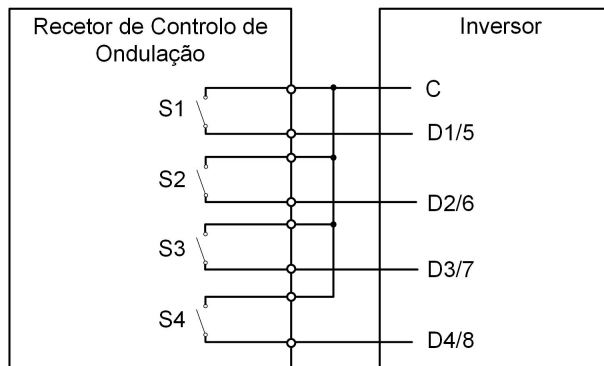 Recetor de Controlo de
Ondulação
Inversor
S1
C
D1/5
S2
D2/6
S3
D3/7
S4
D4/8